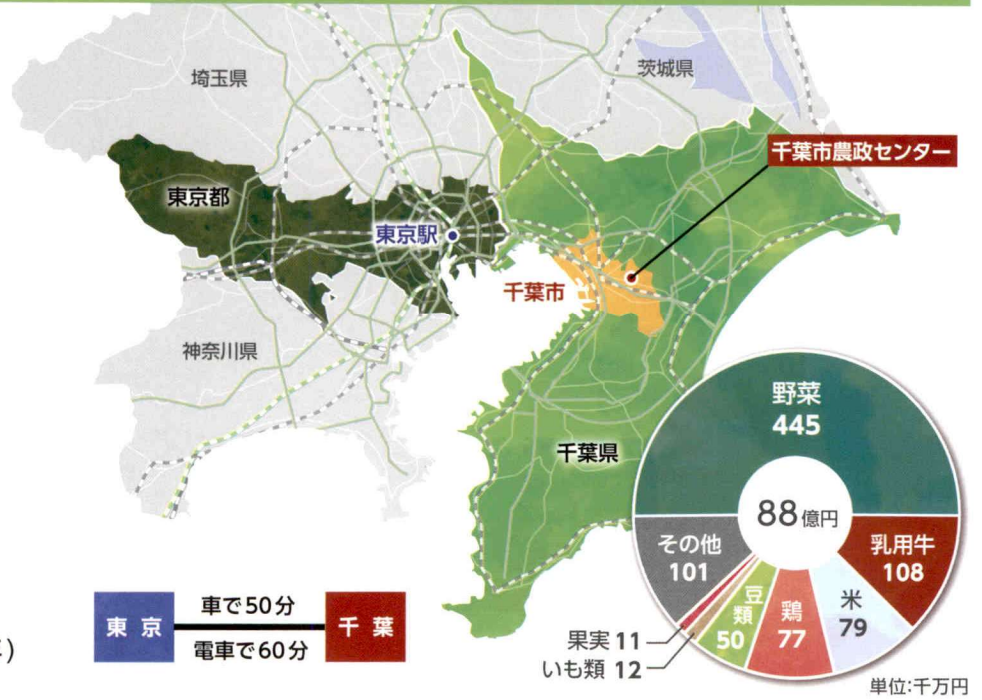 埼玉県
茨城県
千葉市農政センター
東京都
東京駅
千葉市
神奈川県
千葉県
野菜
445
88億円
その他
101
乳用牛
108
米
79
鶏
77
豆類
50
果実 11
いも類 12
東京
車で50分
電車で60分
千葉
)
単位:千万円